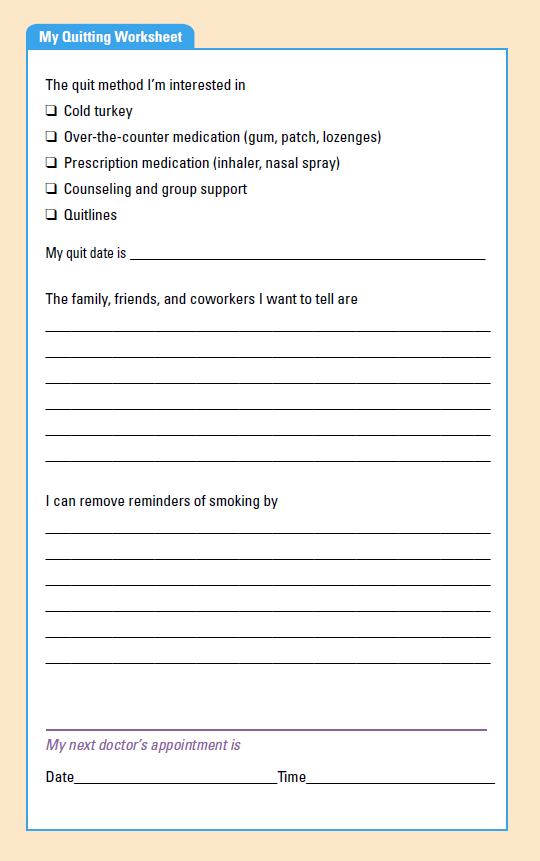 My Quitting Worksheet
The quit method I’m interested in
❑ Cold turkey
❑ Over-the-counter medication (gum, patch, lozenges)
❑ Prescription medication (inhaler, nasal spray)
❑ Counseling and group support
❑ Quitlines
My quit date is
The family, friends, and coworkers I want to tell are
I can remove reminders of smoking by
My next doctor’s appointment is
Date Time